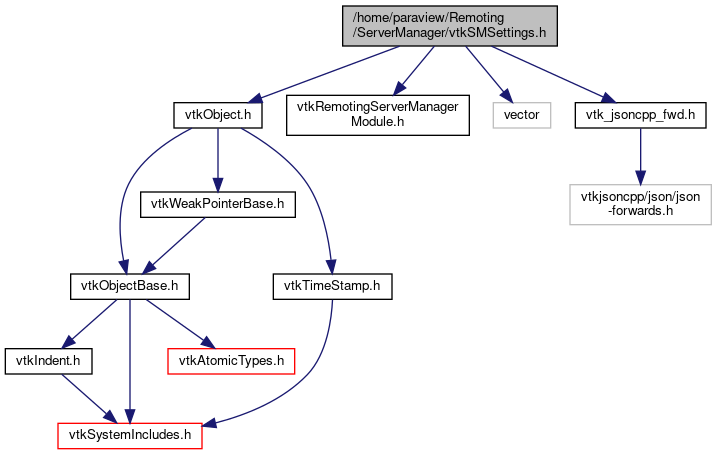 /home/paraview/Remoting
/ServerManager/vtkSMSettings.h
vtkObject.h
vtkRemotingServerManager
Module.h
vector
vtk_jsoncpp_fwd.h
vtkWeakPointerBase.h
vtkjsoncpp/json/json
-forwards.h
vtkObjectBase.h
vtkTimeStamp.h
vtkIndent.h
vtkAtomicTypes.h
vtkSystemIncludes.h